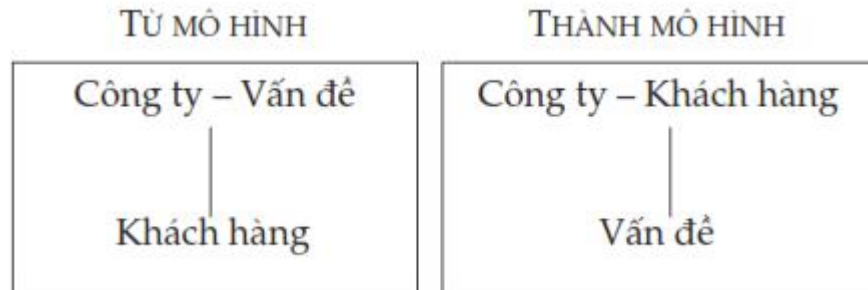 TỪ MÔ HÌNH
Công ty – Vấn đề
Khách hàng
THÀNH MÔ HÌNH
Công ty – Khách hàng
Vấn đề